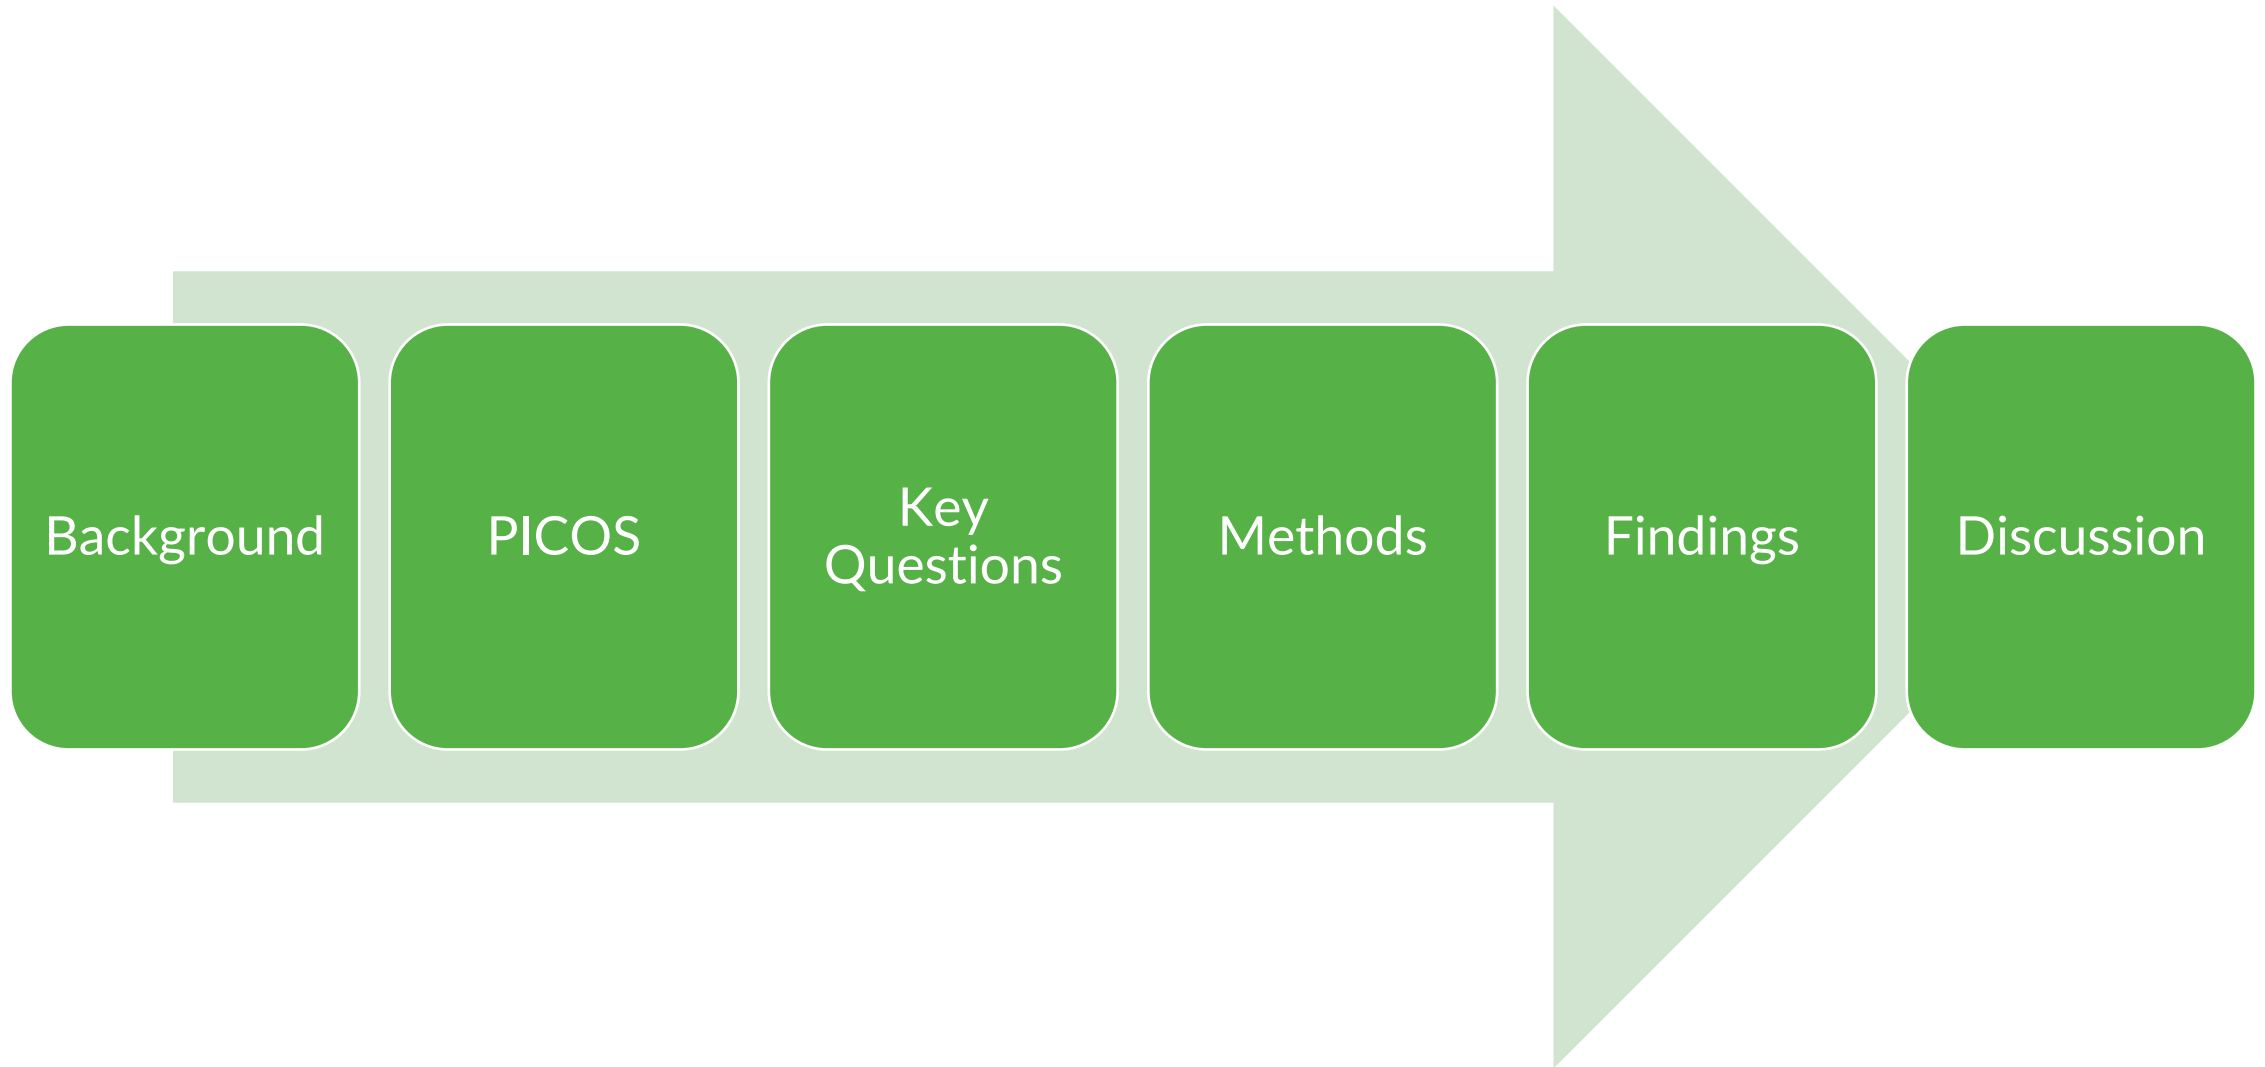 Background
PICOS
Key
Questions
Methods
Findings
Discussion